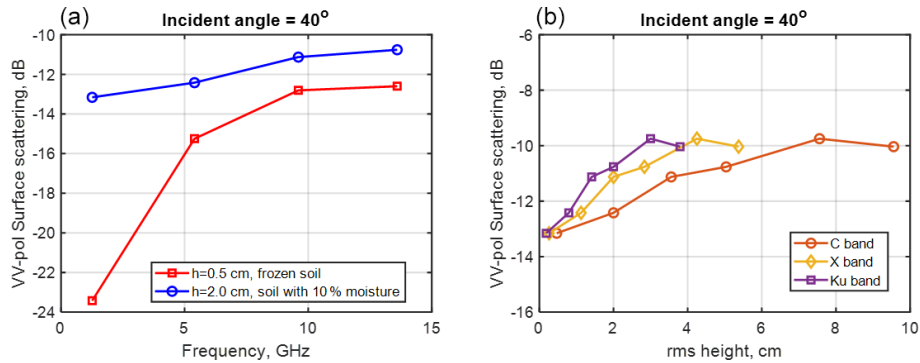 (a)
Incident angle = 40°
VV-pol Surface scattering, dB
-10
-12
-14
-16
-18
-20
-22
-24
0
5
10
15
Frequency, GHz
h=0.5 cm, frozen soil
h=2.0 cm, soil with 10 % moisture
(b)
Incident angle = 40°
VV-pol Surface scattering, dB
-6
-8
-10
-12
-14
-16
0
2
4
6
8
10
rms height, cm
C band
X band
Ku band